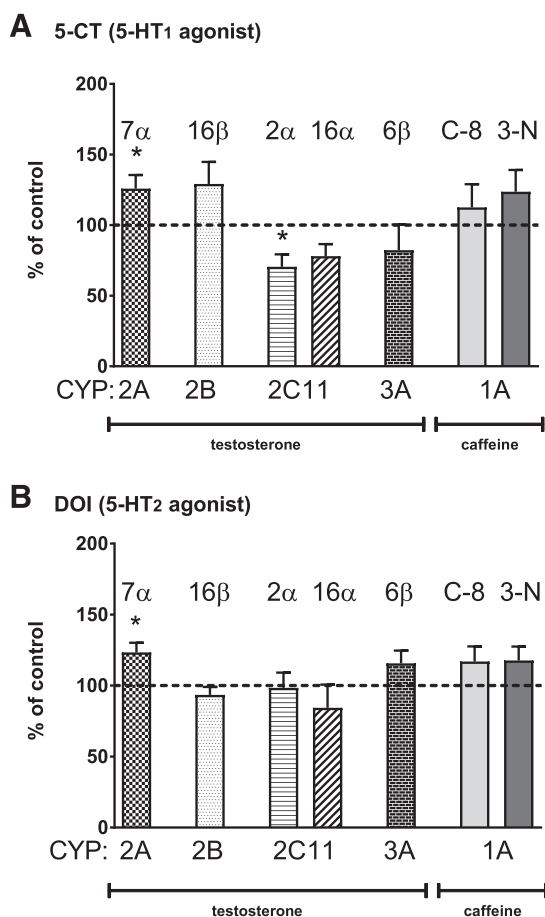 A 5-CT (5-HT1 agonist)
200
7α 16β 2α 16α 6β C-8 3-N
* 
150
*
100
50
0
% of control
CYP: 2A 2B 2C11 3A 1A
testosterone caffeine
B DOI (5-HT2 agonist)
200
7α 16β 2α 16α 6β C-8 3-N
*
150
100
50
0
% of control
CYP: 2A 2B 2C11 3A 1A
testosterone caffeine